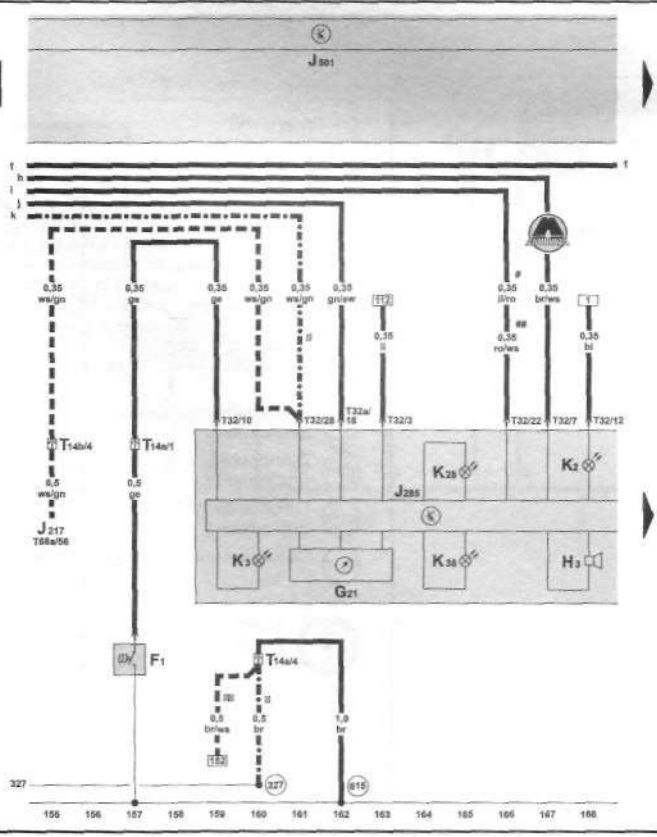 J₅₀₁
f
h
i
j
k
1
0,35 0,35 0,35 0,35 0,35 0,35 0,35 0,35
ws/gn ge ge ws/gn ws/gn gn/sw li/ro br/ws
#
112
1
0,35
li
##
0,35
ro/ws
0,35
bl
T32/10 T32/28 T32a/18 T32/3 T32/22 T32/7 T32/12
T14b/4 T14a/1
K28 K2
J285
0,5 0,5
ws/gn ge
J217
T68a/56
K3 K38 H3
G21
F1
T14a/4
0,5 0,5 1,0
br/ws br br
152
327 327 615
155 156 157 158 159 160 161 162 163 164 165 166 167 168